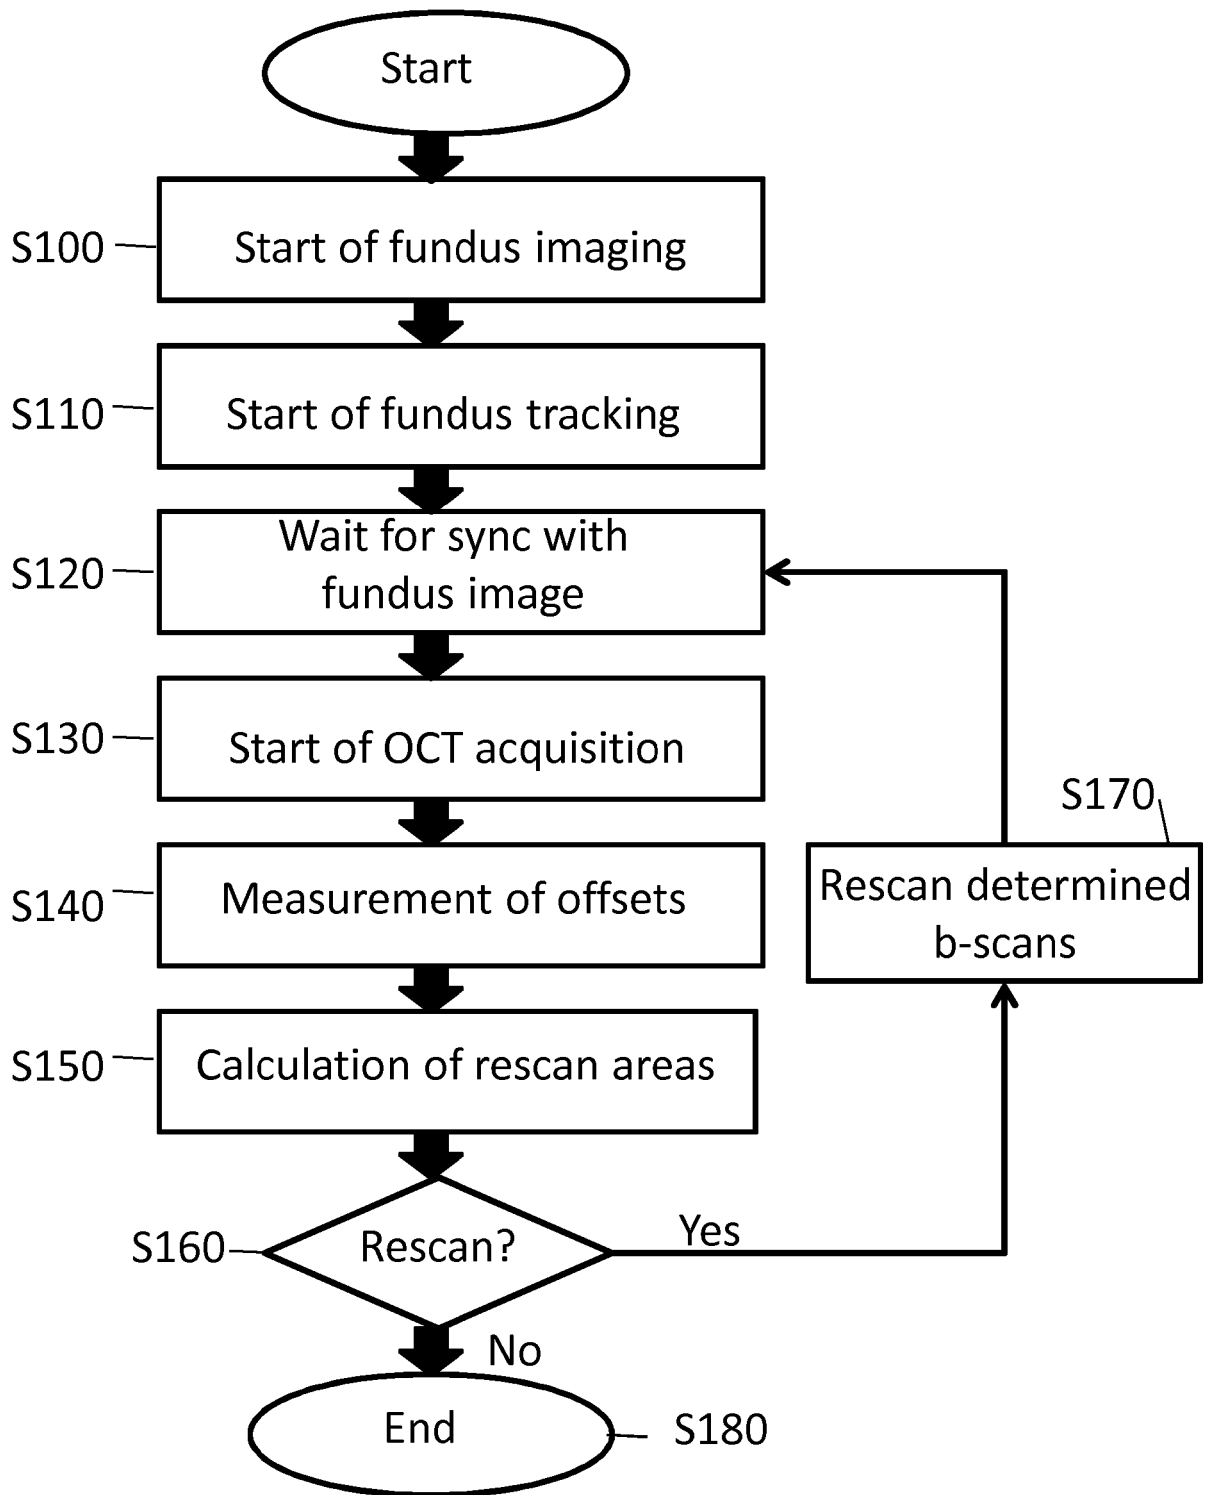 Start
S100
Start of fundus imaging
S110
Start of fundus tracking
S120
Wait for sync with
fundus image
S130
Start of OCT acquisition
S140
Measurement of offsets
S150
Calculation of rescan areas
S160
Rescan?
Yes
S170
Rescan determined
b-scans
No
End
S180